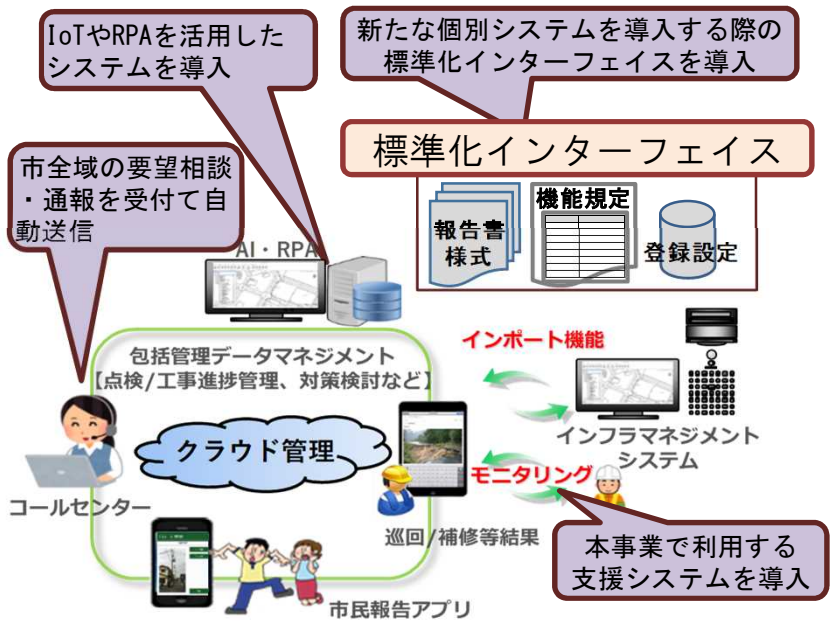 IoTやRPAを活用した
システムを導入
新たな個別システムを導入する際の
標準化インターフェイスを導入
標準化インターフェイス
市全域の要望相談
・通報を受付て自
動送信
報告書
様式
機能規定
登録設定
AI・RPA
包括管理データマネジメント
【点検/工事進捗管理、対策検討など】
インポート機能
クラウド管理
インフラマネジメント
システム
モニタリング
コールセンター
巡回/補修等結果
本事業で利用する
支援システムを導入
市民報告アプリ